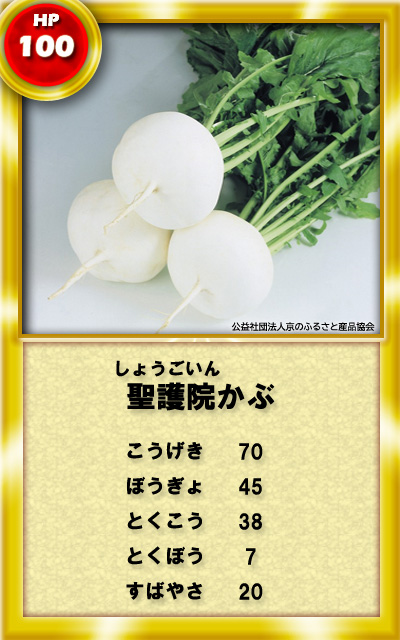 HP
100
公益社団法人京のふるさと産品協会
しょうごいん
聖護院かぶ
こうげき 70
ぼうぎょ 45
とくこう 38
とくぼう 7
すばやさ 20